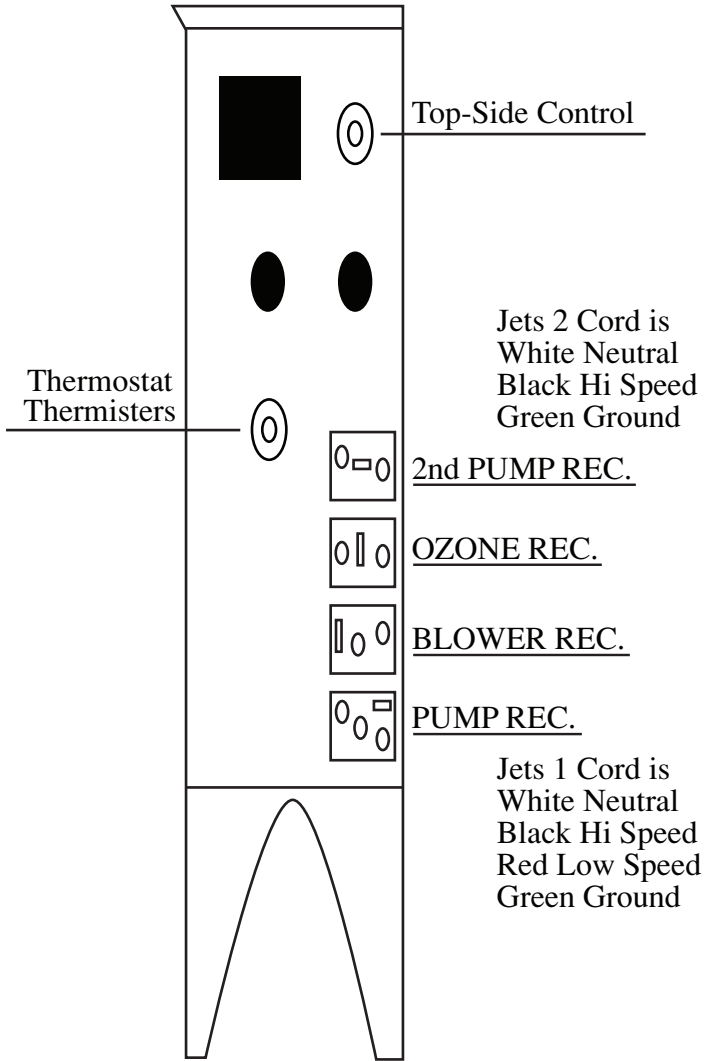 Top-Side Control
Jets 2 Cord is
White Neutral
Black Hi Speed
Green Ground
Thermostat
Thermisters
2nd PUMP REC.
OZONE REC.
BLOWER REC.
PUMP REC.
Jets 1 Cord is
White Neutral
Black Hi Speed
Red Low Speed
Green Ground